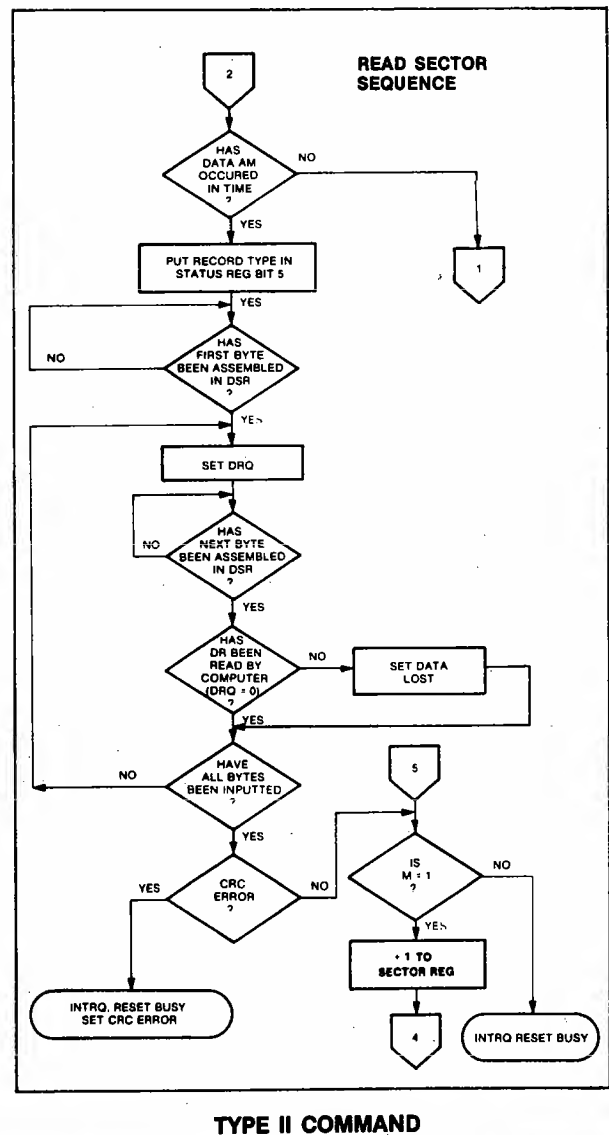 READ SECTOR
SEQUENCE
2
HAS
DATA AM
OCCURED
IN TIME
?
NO
YES
1
PUT RECORD TYPE IN
STATUS REG BIT 5
YES
HAS
FIRST BYTE
BEEN ASSEMBLED
IN DSR
?
NO
YES
SET DRQ
HAS
NEXT BYTE
BEEN ASSEMBLED
IN DSR
?
NO
YES
HAS
DR BEEN
READ BY
COMPUTER
(DRQ = 0)
?
NO
SET DATA
LOST
YES
HAVE
ALL BYTES
BEEN INPUTTED
?
NO
YES
5
CRC
ERROR
?
YES
NO
IS
M = 1
?
NO
YES
+ 1 TO
SECTOR REG
INTRQ, RESET BUSY
SET CRC ERROR
4
INTRQ RESET BUSY
TYPE II COMMAND